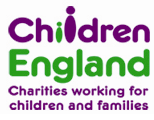 Children
England
Charities working for
children and families